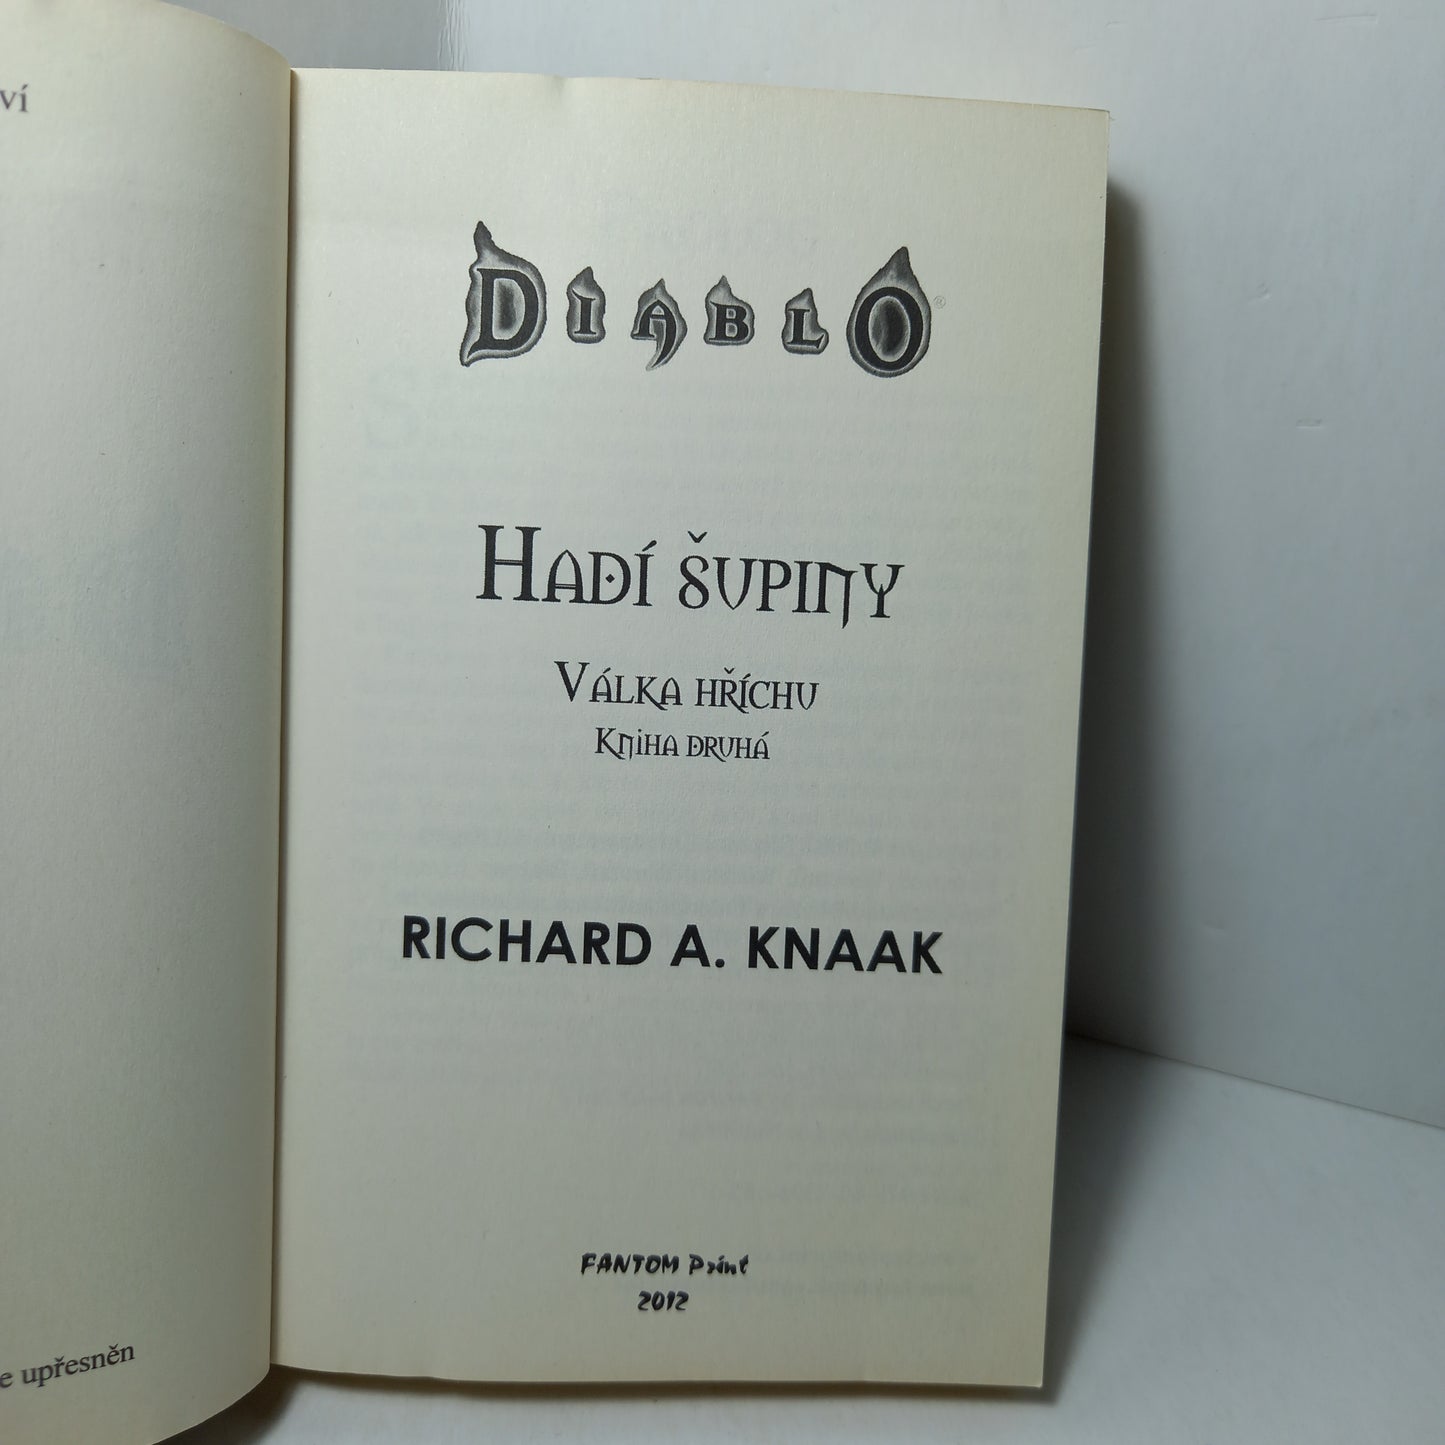 ví
e upřesněn
DIABLO®
HADÍ ŠUPINY
VÁLKA HŘÍCHU
KNIHA DRUHÁ
RICHARD A. KNAAK
FANTOM Print
2012